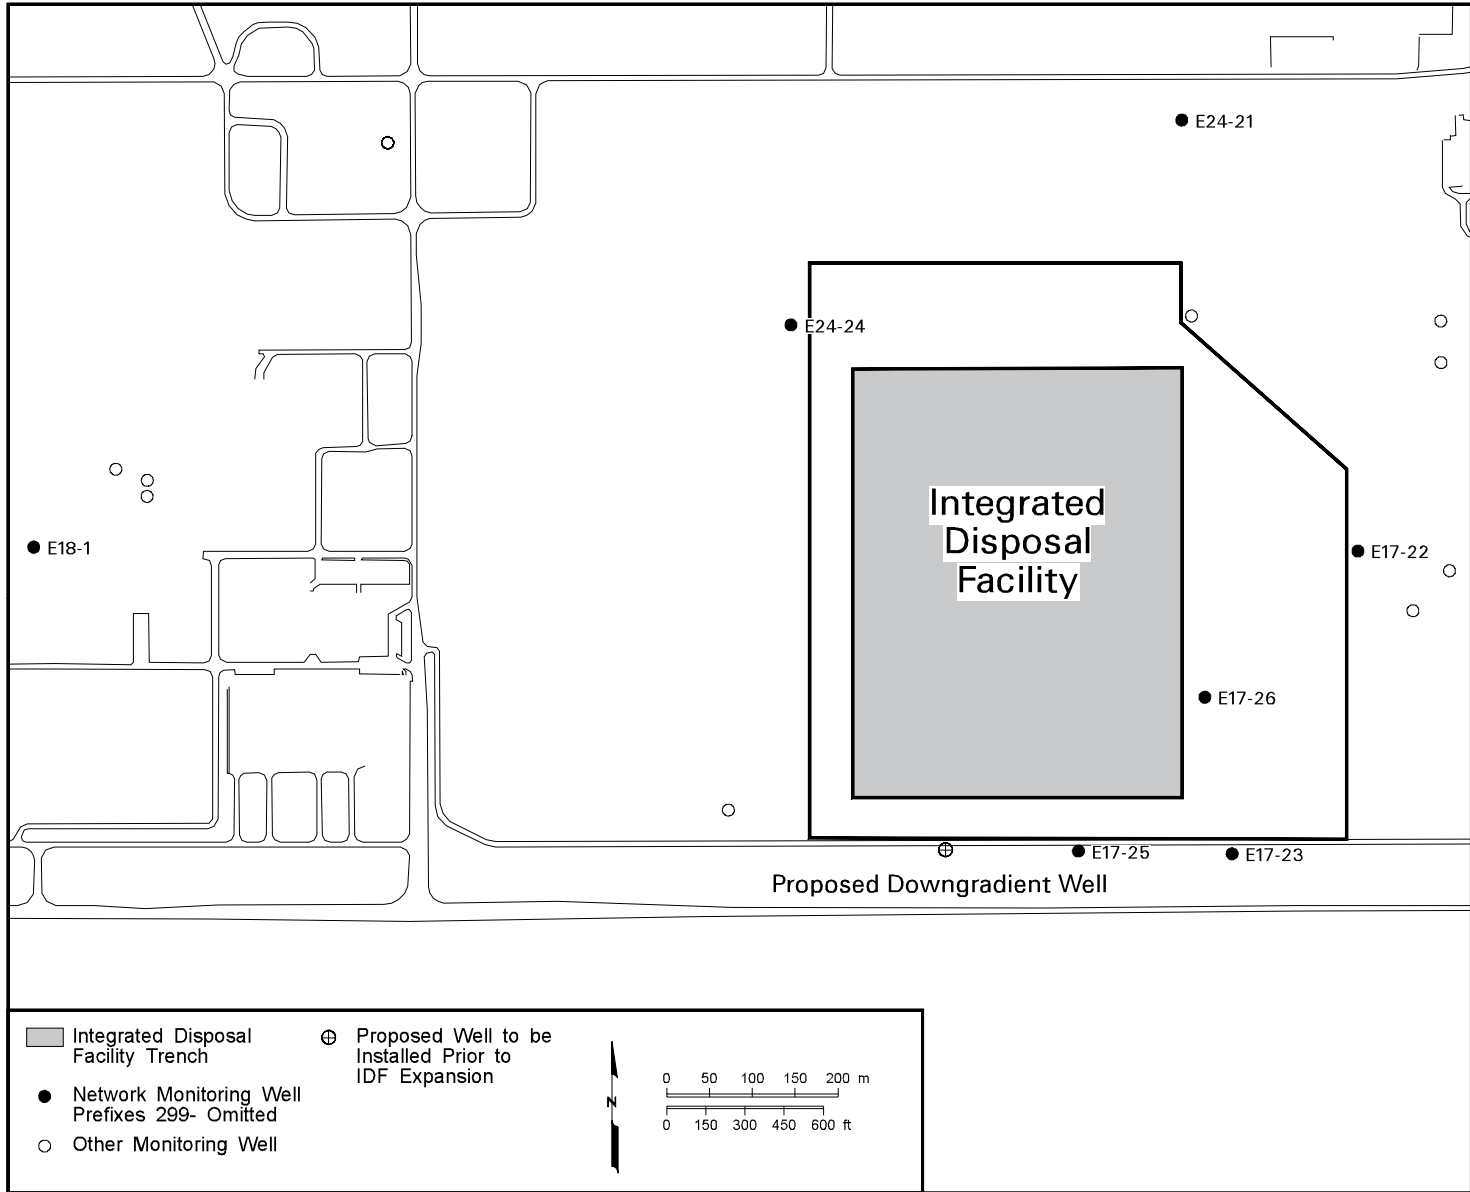 E24-21
E24-24
Integrated
Disposal
Facility
E18-1
E17-22
E17-26
E17-25
E17-23
Proposed Downgradient Well
Integrated Disposal
Facility Trench
Network Monitoring Well
Prefixes 299- Omitted
Other Monitoring Well
Proposed Well to be
Installed Prior to
IDF Expansion
N
0 50 100 150 200 m
0 150 300 450 600 ft